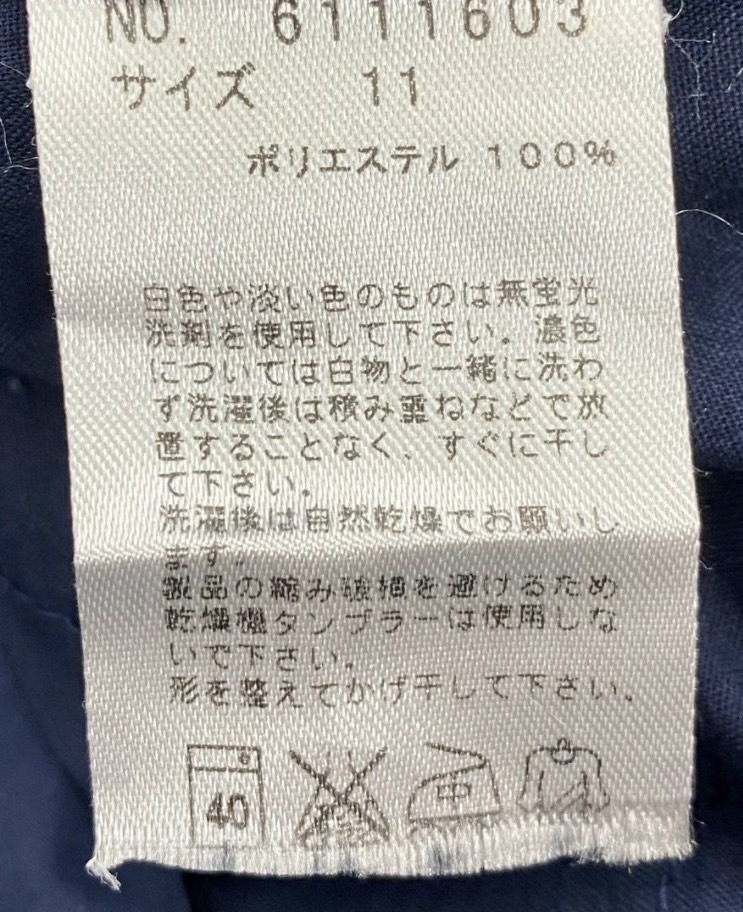 NO. 6111603
サイズ 11
ポリエステル 100%
白色や淡い色のものは無蛍光
洗剤を使用して下さい。濃色
については白物と一緒に洗わ
ず洗濯後は積み重ねなどで放
置することなく、すぐに干し
て下さい。
洗濯後は自然乾燥でお願いし
ます。
製品の縮み破損を避けるため
乾燥機タンブラーは使用しな
いで下さい。
形を整えてかげ干して下さい。
40 中